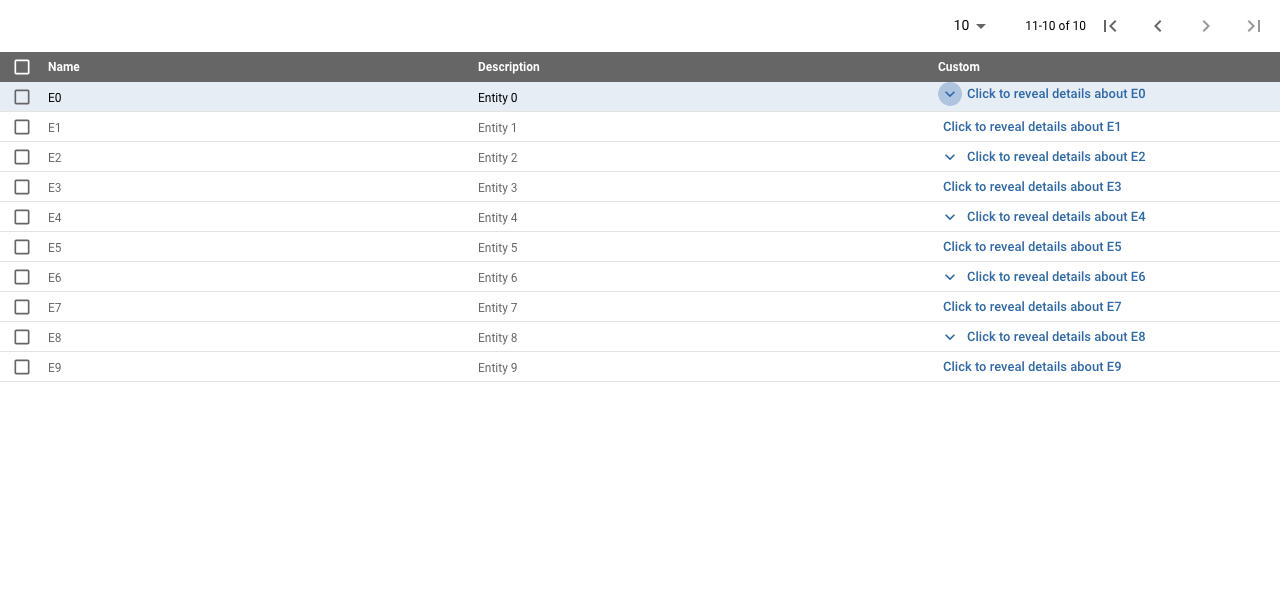 10 11-10 of 10
Name Description Custom
E0 Entity 0 Click to reveal details about E0
E1 Entity 1 Click to reveal details about E1
E2 Entity 2 Click to reveal details about E2
E3 Entity 3 Click to reveal details about E3
E4 Entity 4 Click to reveal details about E4
E5 Entity 5 Click to reveal details about E5
E6 Entity 6 Click to reveal details about E6
E7 Entity 7 Click to reveal details about E7
E8 Entity 8 Click to reveal details about E8
E9 Entity 9 Click to reveal details about E9